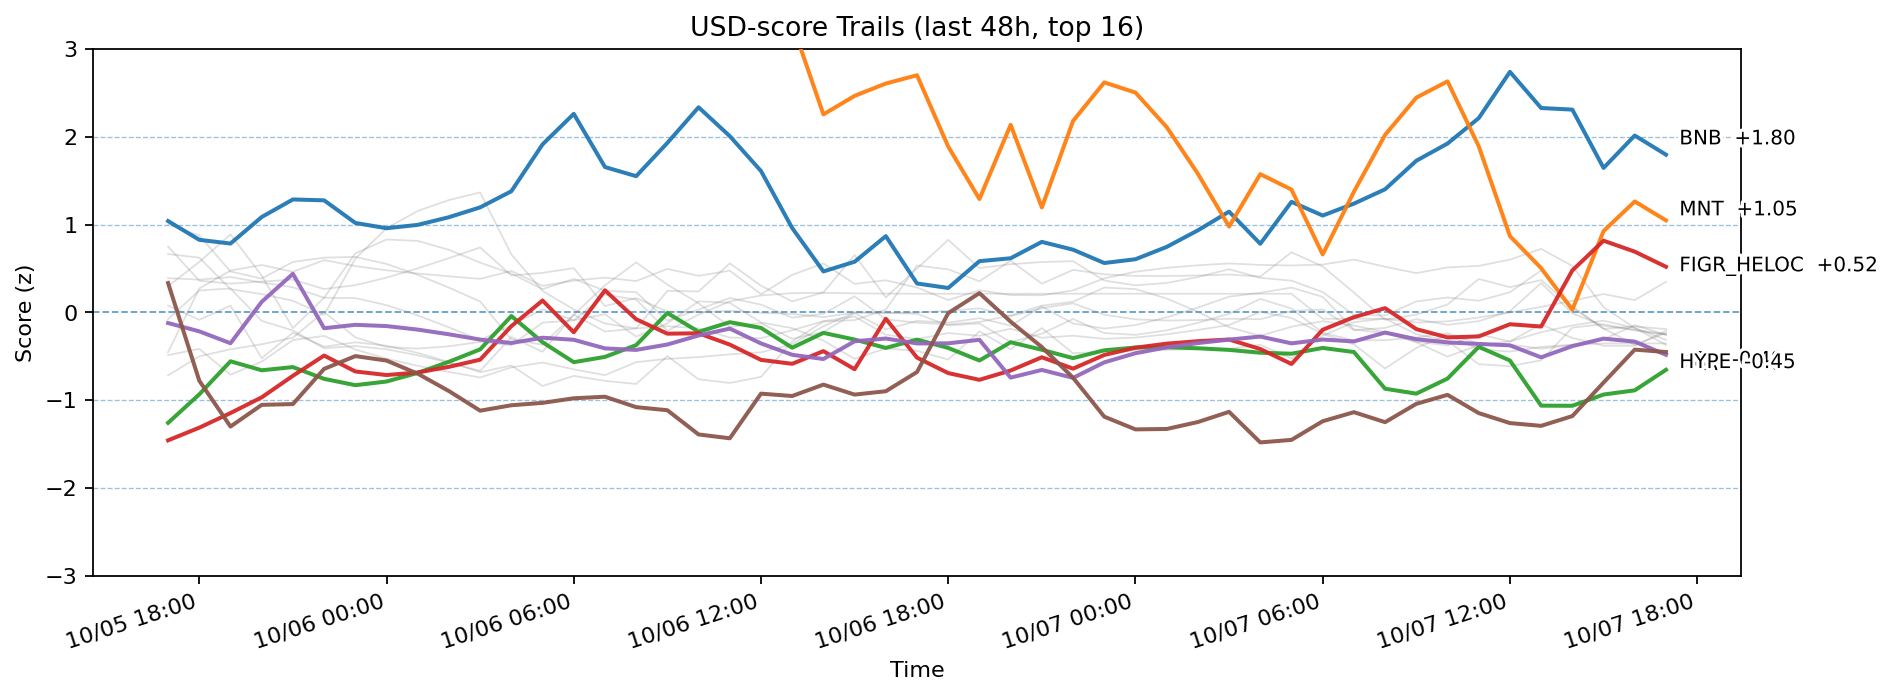 USD-score Trails (last 48h, top 16)
Score (z)
3
2
1
0
−1
−2
−3
BNB +1.80
MNT +1.05
FIGR_HELOC +0.52
HYPE -0.45
10/05 18:00
10/06 00:00
10/06 06:00
10/06 12:00
10/06 18:00
10/07 00:00
10/07 06:00
10/07 12:00
10/07 18:00
Time